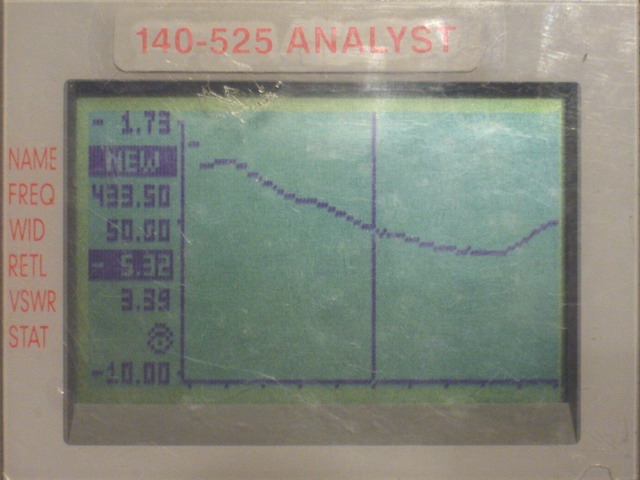 140-525 ANALYST
- 1.73
NAME NEW
FREQ 433.50
WID 50.00
RETL - 5.32
VSWR 3.39
STAT
-10.00